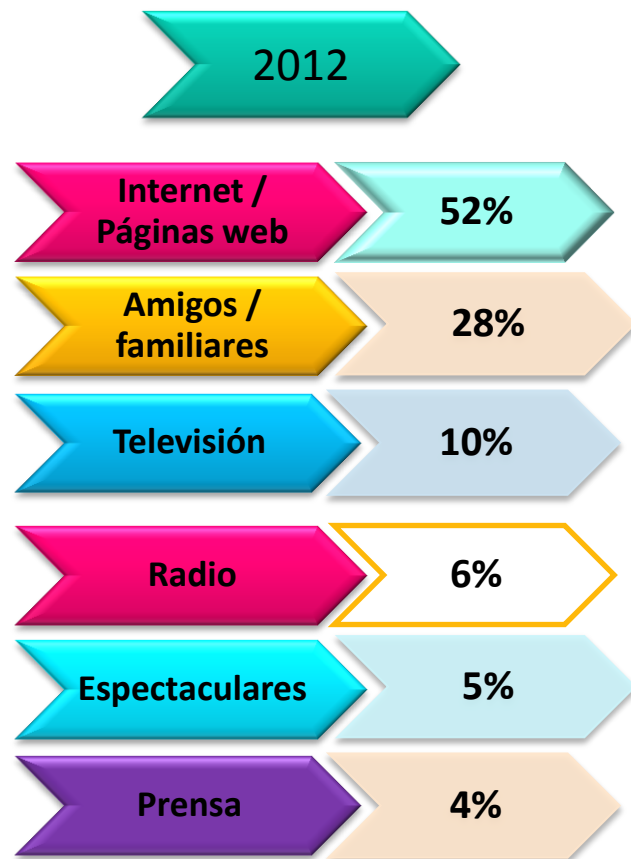 2012
Internet /
Páginas web
52%
Amigos /
familiares
28%
Televisión
10%
Radio
6%
Espectaculares
5%
Prensa
4%